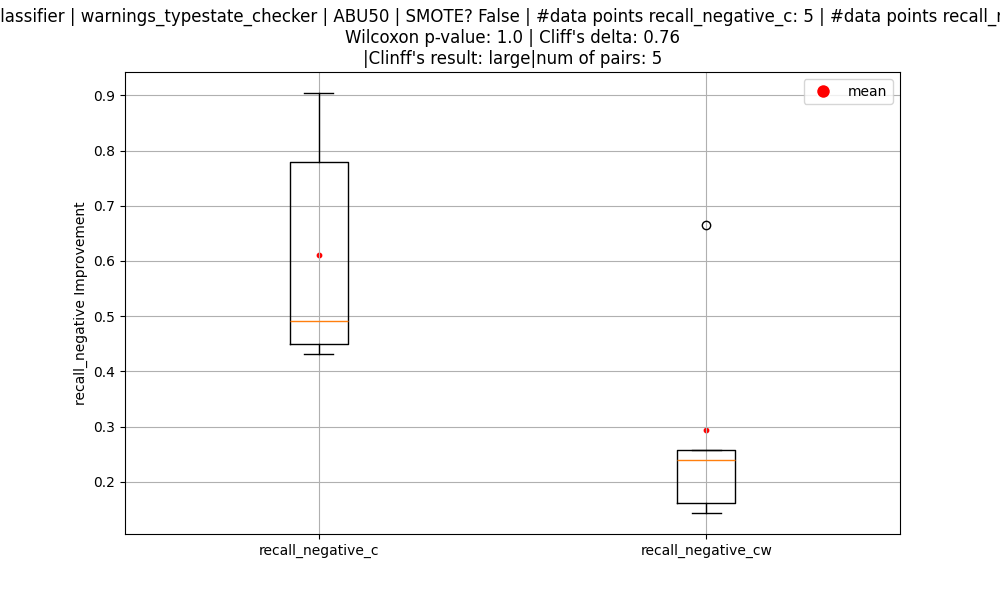 lassifier | warnings_typestate_checker | ABU50 | SMOTE? False | #data points recall_negative_c: 5 | #data points recall_
Wilcoxon p-value: 1.0 | Cliff's delta: 0.76
|Clinff's result: large|num of pairs: 5
mean
0.9
0.8
0.7
0.6
0.5
0.4
0.3
0.2
recall_negative Improvement
recall_negative_c
recall_negative_cw